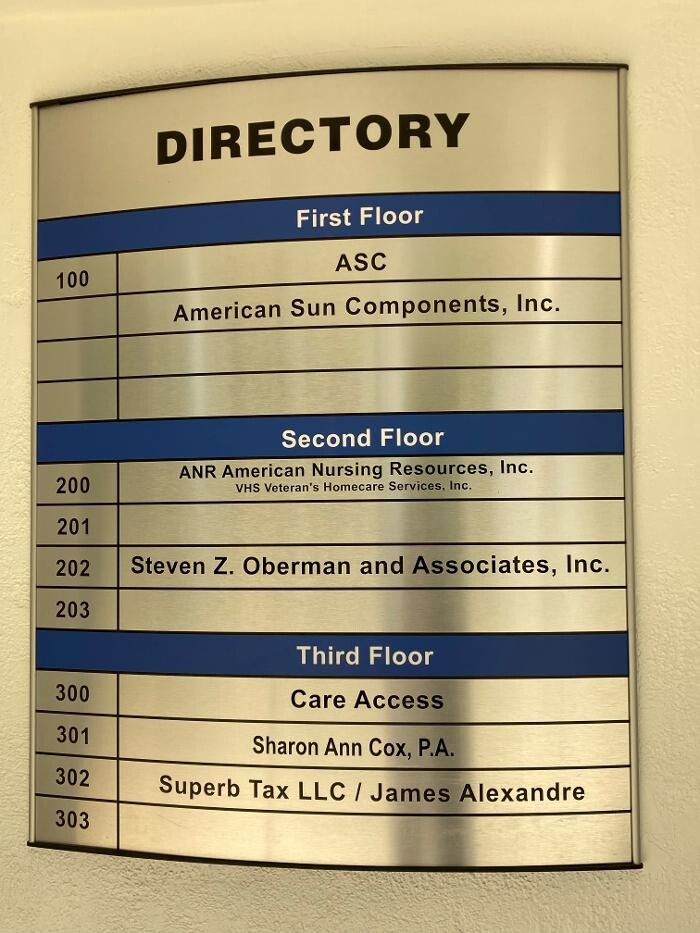 DIRECTORY
First Floor
100 ASC
American Sun Components, Inc.
Second Floor
200 ANR American Nursing Resources, Inc.
VHS Veteran's Homecare Services, Inc.
201
202 Steven Z. Oberman and Associates, Inc.
203
Third Floor
300 Care Access
301 Sharon Ann Cox, P.A.
302 Superb Tax LLC / James Alexandre
303